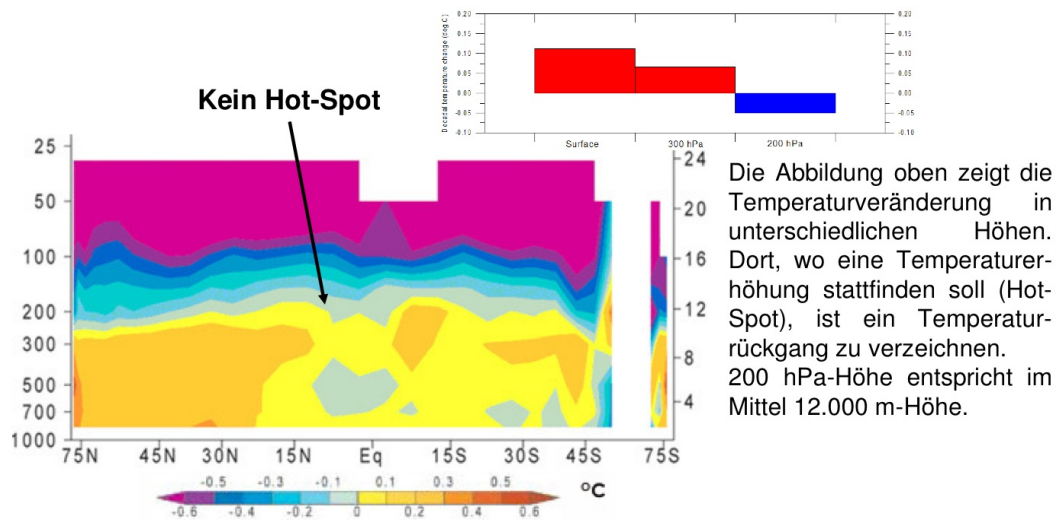 0.20
0.15
0.10
0.05
0.00
-0.05
-0.10
Decadal temperature change (deg C)
0.20
0.15
0.10
0.05
0.00
-0.05
-0.10
Surface 300 hPa 200 hPa
Kein Hot-Spot
25
50
100
200
300
500
700
1000
24
20
16
12
8
4
75N 45N 30N 15N Eq 15S 30S 45S 75S
-0.5 -0.3 -0.1 0.1 0.3 0.5
-0.6 -0.4 -0.2 0 0.2 0.4 0.6
°C
Die Abbildung oben zeigt die
Temperaturveränderung in
unterschiedlichen Höhen.
Dort, wo eine Temperaturer-
höhung stattfinden soll (Hot-
Spot), ist ein Temperatur-
rückgang zu verzeichnen.
200 hPa-Höhe entspricht im
Mittel 12.000 m-Höhe.